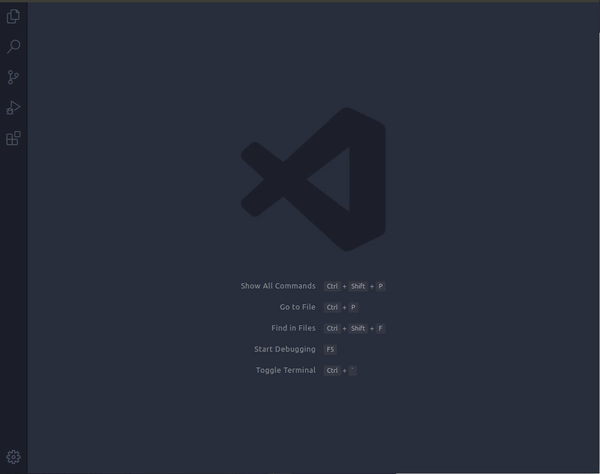 Show All Commands Ctrl + Shift + P
Go to File Ctrl + P
Find in Files Ctrl + Shift + F
Start Debugging F5
Toggle Terminal Ctrl + `